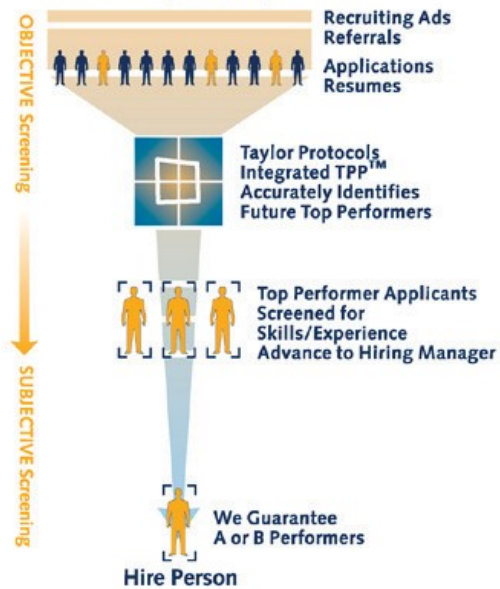 OBJECTIVE Screening
SUBJECTIVE Screening
Recruiting Ads
Referrals
Applications
Resumes
Taylor Protocols
Integrated TPP™
Accurately Identifies
Future Top Performers
Top Performer Applicants
Screened for
Skills/Experience
Advance to Hiring Manager
We Guarantee
A or B Performers
Hire Person